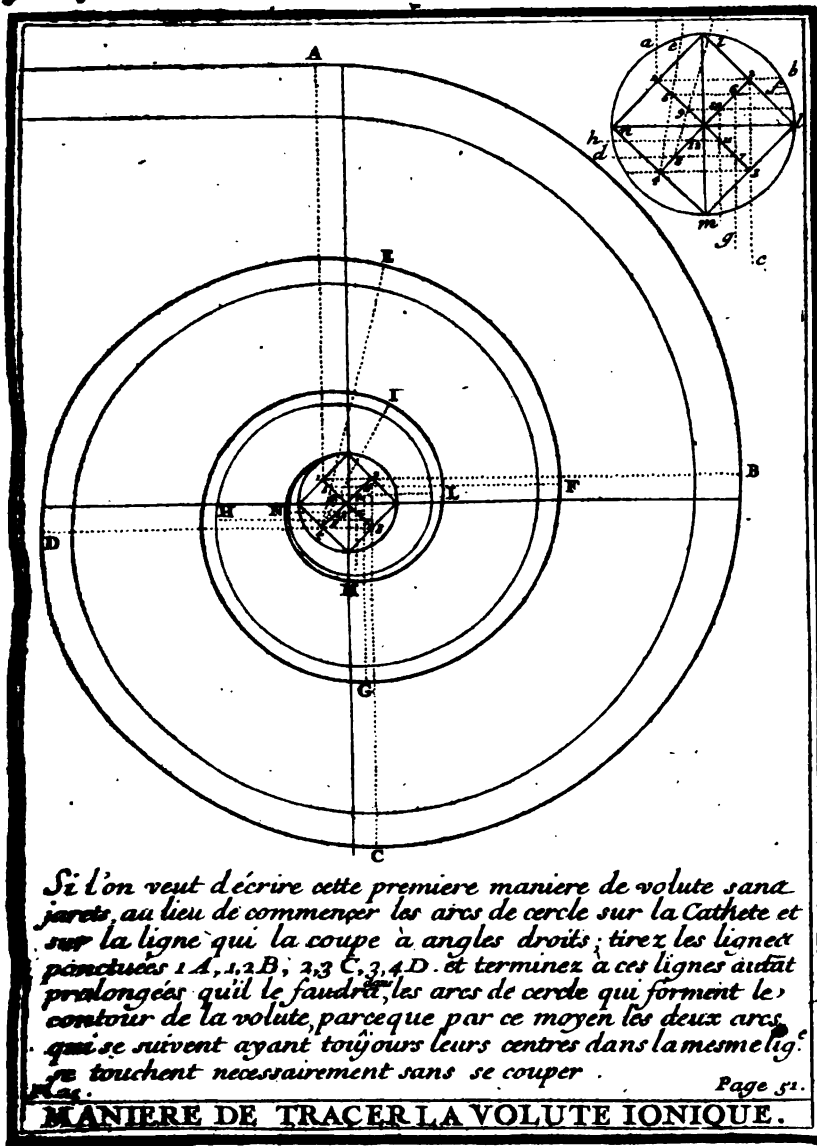 A
a e i
b
f
l
h n
d
m
g
c
E
I
B
L F
H N
D
M
G
C
Si l'on veut décrire cette premiere maniere de volute sans
jarets, au lieu de commençer les arcs de cercle sur la Cathete et
sur la ligne qui la coupe à angles droits; tirez les lignes
ponctuées 1A, 1,2B, 2,3 C, 3,4D. et terminez à ces lignes autāt
prolongées qu'il le faudra, les arcs de cercle qui forment le
contour de la volute, parceque par ce moyen les deux arcs
qui se suivent ayant toûjours leurs centres dans la mesme lig.e
se touchent necessairement sans se couper.
Page 51.
MANIERE DE TRAÇER LA VOLUTE IONIQUE.